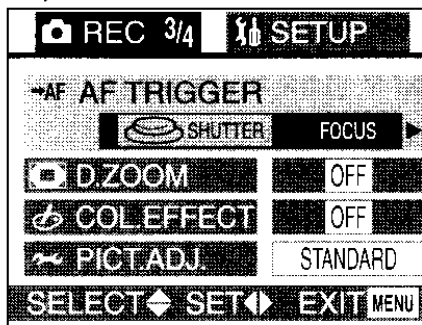 REC 3/4 SETUP
AF AF TRIGGER
SHUTTER FOCUS
D.ZOOM OFF
COL.EFFECT OFF
PICT.ADJ. STANDARD
SELECT SET EXIT MENU